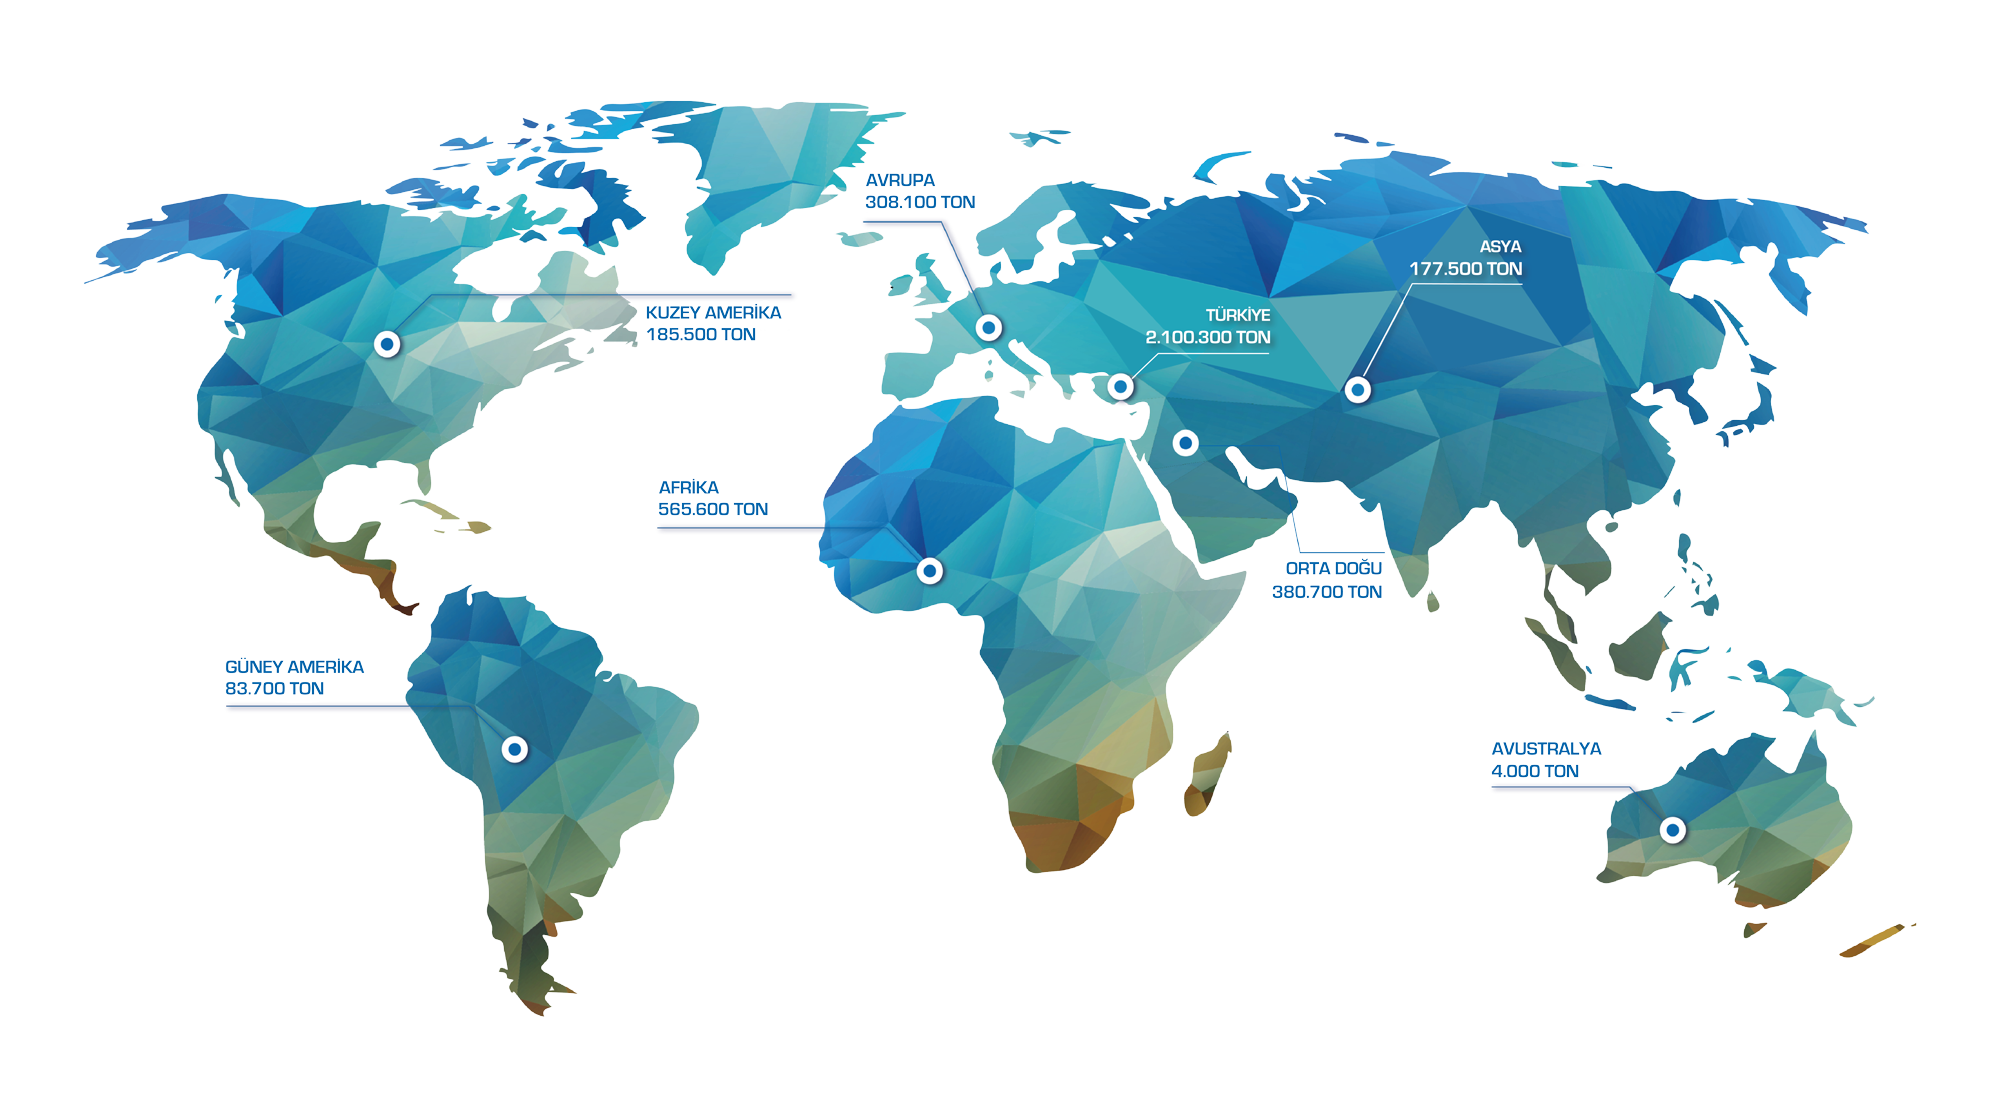 AVRUPA
308.100 TON
ASYA
177.500 TON
KUZEY AMERİKA
185.500 TON
TÜRKİYE
2.100.300 TON
AFRİKA
565.600 TON
ORTA DOĞU
380.700 TON
GÜNEY AMERİKA
83.700 TON
AVUSTRALYA
4.000 TON